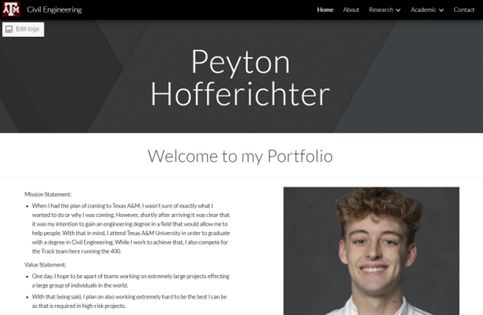 ATM Civil Engineering Home About Research Academic Contact
Edit logo
Peyton
Hofferichter
Welcome to my Portfolio
Mission Statement:
When I had the plan of coming to Texas A&M, I wasn't sure of exactly what I
wanted to do or why I was coming. However, shortly after arriving it was clear that
it was my intention to gain an engineering degree in a field that would allow me to
help people. With that in mind, I attend Texas A&M University in order to graduate
with a degree in Civil Engineering. While I work to achieve that, I also compete for
the Track team here running the 400.
Value Statement:
One day, I hope to be apart of teams working on extremely large projects effecting
a large group of individuals in the world.
With that being said, I plan on also working extremely hard to be the best I can be
as that is required in high-risk projects.